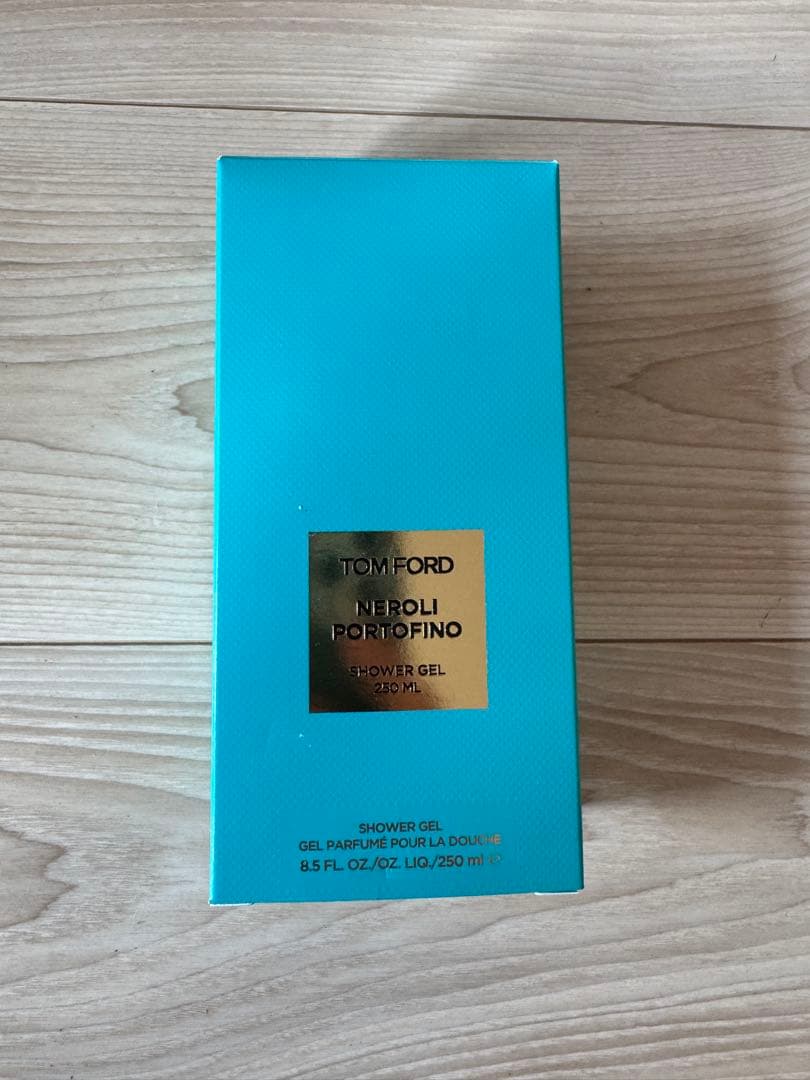 TOM FORD
NEROLI
PORTOFINO
SHOWER GEL
250 ML
SHOWER GEL
GEL PARFUMÉ POUR LA DOUCHE
8.5 FL. OZ./OZ. LIQ./250 ml ℮